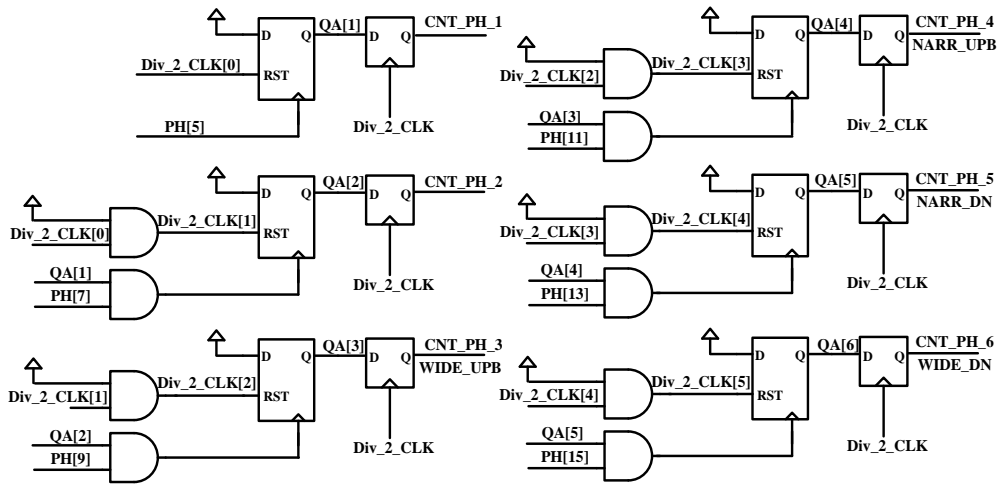 D Q QA[1] D Q CNT_PH_1
Div_2_CLK[0] RST
PH[5] Div_2_CLK
D Q QA[2] D Q CNT_PH_2
Div_2_CLK[0] Div_2_CLK[1] RST
QA[1]
PH[7] Div_2_CLK
D Q QA[3] D Q CNT_PH_3
WIDE_UPB
Div_2_CLK[1] Div_2_CLK[2] RST
QA[2]
PH[9] Div_2_CLK
D Q QA[4] D Q CNT_PH_4
NARR_UPB
Div_2_CLK[2] Div_2_CLK[3] RST
QA[3]
PH[11] Div_2_CLK
D Q QA[5] D Q CNT_PH_5
NARR_DN
Div_2_CLK[3] Div_2_CLK[4] RST
QA[4]
PH[13] Div_2_CLK
D Q QA[6] D Q CNT_PH_6
WIDE_DN
Div_2_CLK[4] Div_2_CLK[5] RST
QA[5]
PH[15] Div_2_CLK